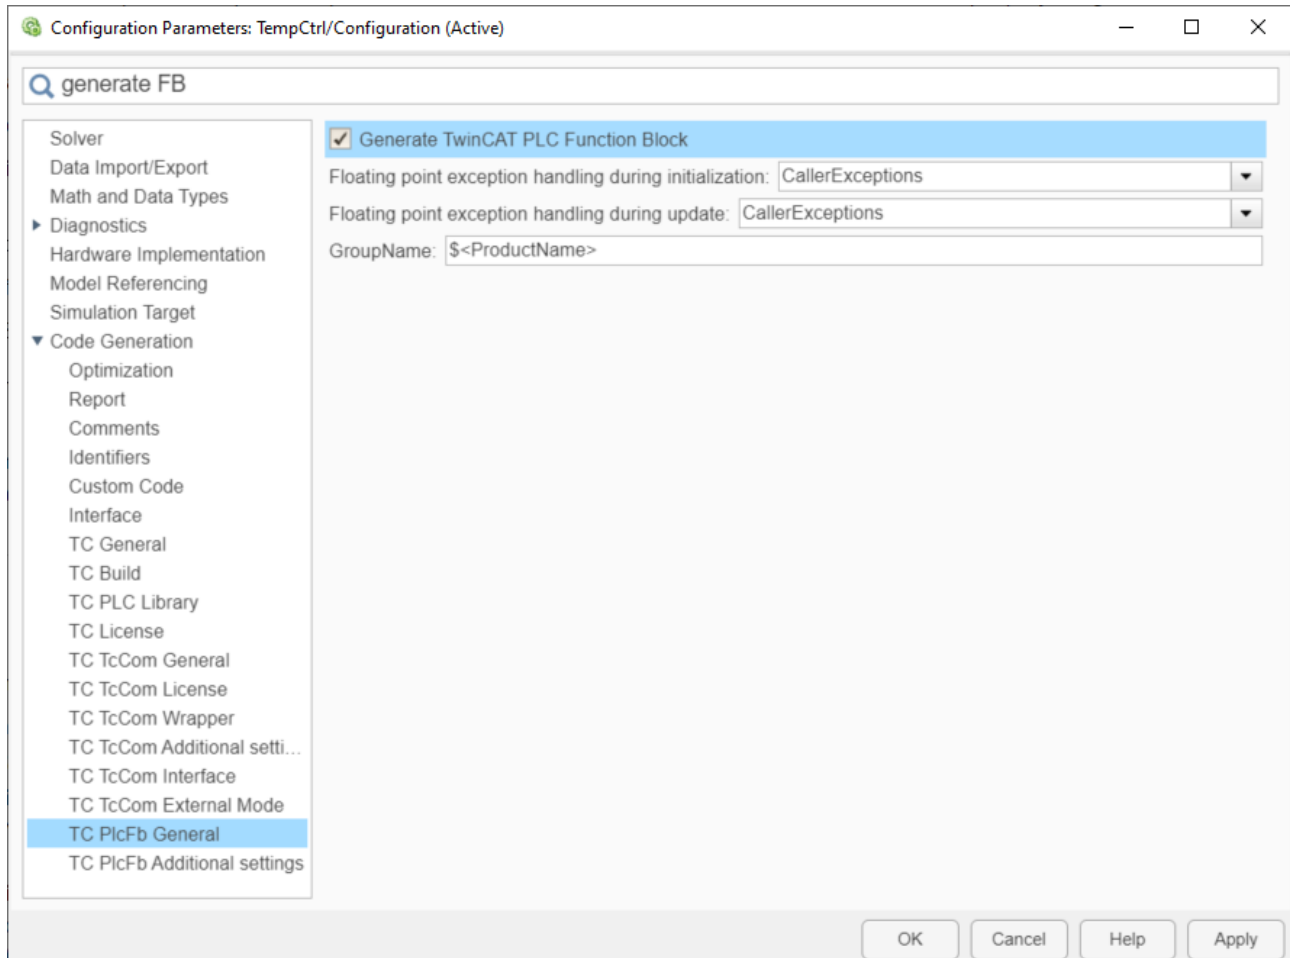 Configuration Parameters: TempCtrl/Configuration (Active)
generate FB
Solver
Data Import/Export
Math and Data Types
Diagnostics
Hardware Implementation
Model Referencing
Simulation Target
Code Generation
Optimization
Report
Comments
Identifiers
Custom Code
Interface
TC General
TC Build
TC PLC Library
TC License
TC TcCom General
TC TcCom License
TC TcCom Wrapper
TC TcCom Additional setti...
TC TcCom Interface
TC TcCom External Mode
TC PlcFb General
TC PlcFb Additional settings
Generate TwinCAT PLC Function Block
Floating point exception handling during initialization: CallerExceptions
Floating point exception handling during update: CallerExceptions
GroupName: $<ProductName>
OK Cancel Help Apply